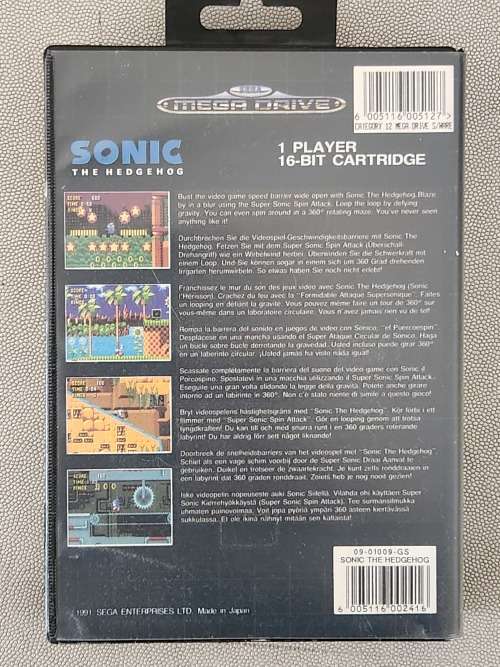 SEGA
MEGA DRIVE
6 005116 005127 >
CATEGORY 12 MEGA DRIVE S/WARE
SONIC
THE HEDGEHOG
1 PLAYER
16-BIT CARTRIDGE
Bust the video game speed barrier wide open with Sonic The Hedgehog. Blaze
by in a blur using the Super Sonic Spin Attack. Loop the loop by defying
gravity. You can even spin around in a 360° rotating maze. You've never seen
anything like it!
Durchbrechen Sie die Videospiel-Geschwindigkeitsbarriere mit Sonic The
Hedgehog. Fetzen Sie mit dem Super Sonic Spin Attack (Überschall-
Drehangriff) wie ein Wirbelwind herbei. Überwinden Sie die Schwerkraft mit
einem Loop. Und Sie können sogar in einem sich um 360 Grad drehenden
Irrgarten herumwirbeln. So etwas haben Sie noch nicht erlebt!
Franchissez le mur du son des jeux vidéo avec Sonic The Hedgehog (Sonic
l'Hérisson). Crachez du feu avec la "Formidable Attaque Supersonique". Faites
un looping en défiant la gravité. Vous pouvez même faire un tour de 360° sur
vous-même dans un laboratoire circulaire. Vous n'avez jamais rien vu de tel!
Rompa la barrera del sonido en juegos de video con Sonico, "el Puercoespin".
Desplácese en una mancha usando el Super Ataque Circular de Sonico. Haga
un bucle sobre bucle derrotando la gravedad. Usted incluso puede girar 360°
en un laberinto circular. ¡Usted jamás ha visto nada igual!
Scassate completamente la barriera del suono del video game con Sonic il
Porcospino. Spostatevi in una macchia utilizzando il Super Sonic Spin Attack.
Eseguite una gran volta sfidando la legge della gravità. Potete anche girare
intorno ad un labirinto in 360°. Non c'è stato niente di simile a questo gioco!
Bryt videospelens hastighetsgräns med "Sonic The Hedgehog". Kör förbi i ett
flimmer med "Super Sonic Spin Attack". Gör en looping genom att trotsa
tyngdkraften! Du kan till och med snurra runt i en 360 graders roterande
labyrint! Du har aldrig förr sett något liknande!
Doorbreek de snelheidsbarriers van het videospel met "Sonic The Hedgehog".
Schiet als een vage schim voorbij door de Super Sonic Draai Aanval te
gebruiken. Duikel en trotseer de zwaartekracht. Je kunt zelfs ronddraaien in
een labyrint dat 360 graden ronddraait. Zoiets heb je nog nooit gezien!
Iske videopelin nopeuseste auki Sonic Siilellä. Vilahda ohi käyttäen Super
Sonic Kierrehyökkäystä (Super Sonic Spin Attack). Tee surmansilmukka
uhmaten painovoimaa. Voit jopa pyöriä ympäri 360 asteen kiertävässä
sokkelossa. Et ole ikinä nähnyt mitään sen kaltaista!
1991 SEGA ENTERPRISES LTD. Made in Japan
09-01009-GS
SONIC THE HEDGEHOG
6 005116 002416